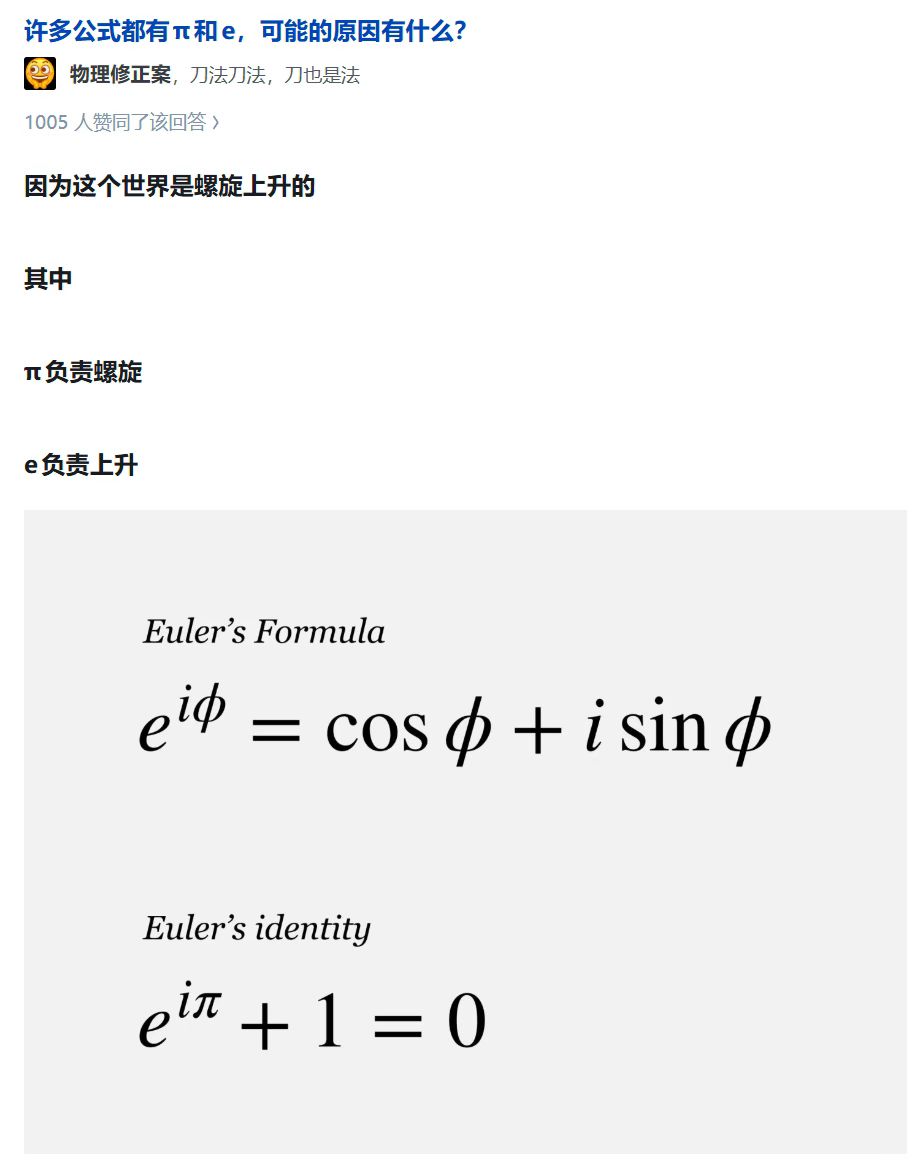 许多公式都有π和e，可能的原因有什么？
物理修正案，刀法刀法，刀也是法
1005 人赞同了该回答 ›
因为这个世界是螺旋上升的
其中
π负责螺旋
e负责上升
Euler’s Formula
e^{iϕ} = cos ϕ + i sin ϕ
Euler’s identity
e^{iπ} + 1 = 0